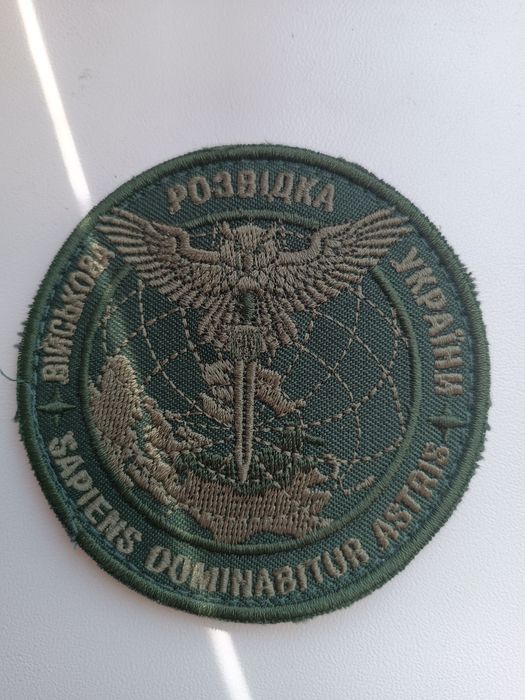 ВІЙСЬКОВА РОЗВІДКА УКРАЇНИ
SAPIENS DOMINABITUR ASTRIS